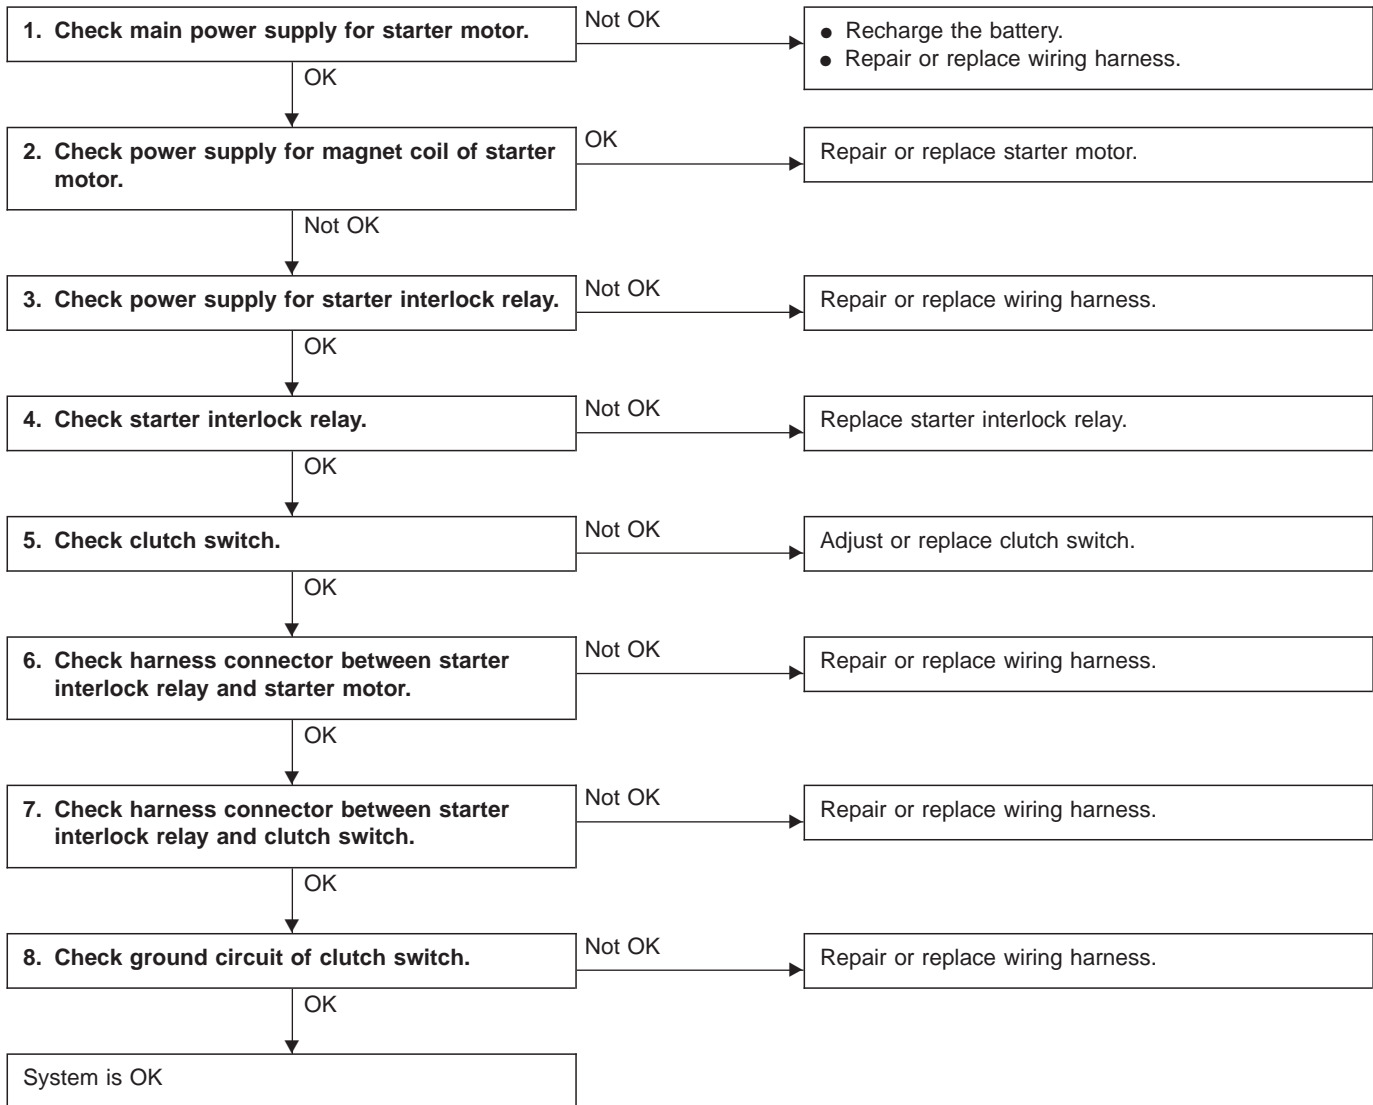 1. Check main power supply for starter motor.
Not OK
● Recharge the battery.
● Repair or replace wiring harness.
OK
2. Check power supply for magnet coil of starter
motor.
OK
Repair or replace starter motor.
Not OK
3. Check power supply for starter interlock relay.
Not OK
Repair or replace wiring harness.
OK
4. Check starter interlock relay.
Not OK
Replace starter interlock relay.
OK
5. Check clutch switch.
Not OK
Adjust or replace clutch switch.
OK
6. Check harness connector between starter
interlock relay and starter motor.
Not OK
Repair or replace wiring harness.
OK
7. Check harness connector between starter
interlock relay and clutch switch.
Not OK
Repair or replace wiring harness.
OK
8. Check ground circuit of clutch switch.
Not OK
Repair or replace wiring harness.
OK
System is OK